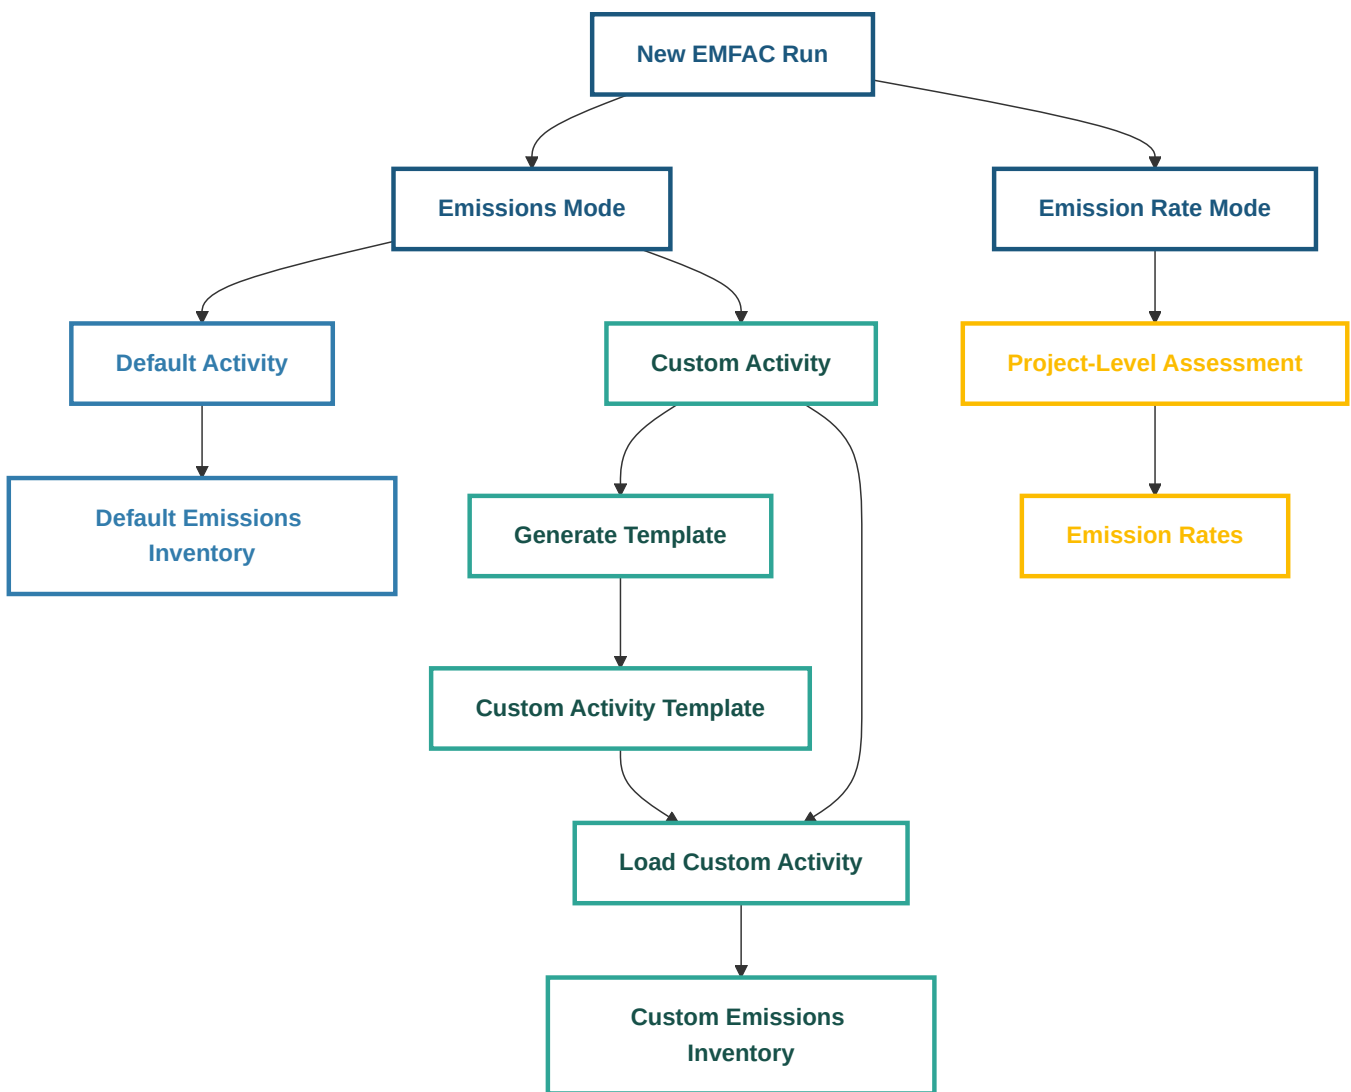 New EMFAC Run
Emissions Mode
Emission Rate Mode
Default Activity
Custom Activity
Project-Level Assessment
Default Emissions
Inventory
Generate Template
Emission Rates
Custom Activity Template
Load Custom Activity
Custom Emissions
Inventory